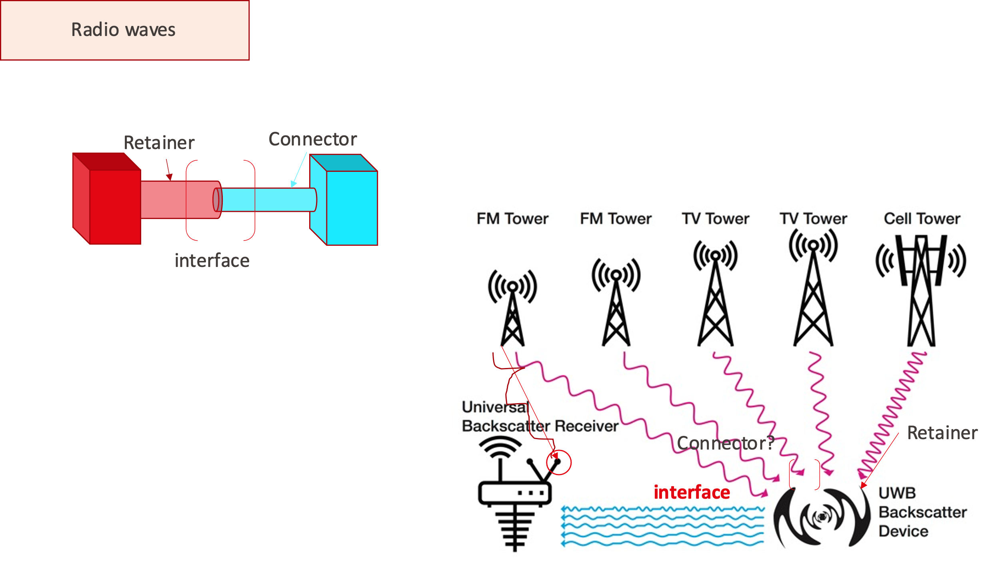 Radio waves
Retainer
Connector
interface
FM Tower
FM Tower
TV Tower
TV Tower
Cell Tower
Universal
Backscatter Receiver
Connector?
Retainer
interface
UWB
Backscatter
Device